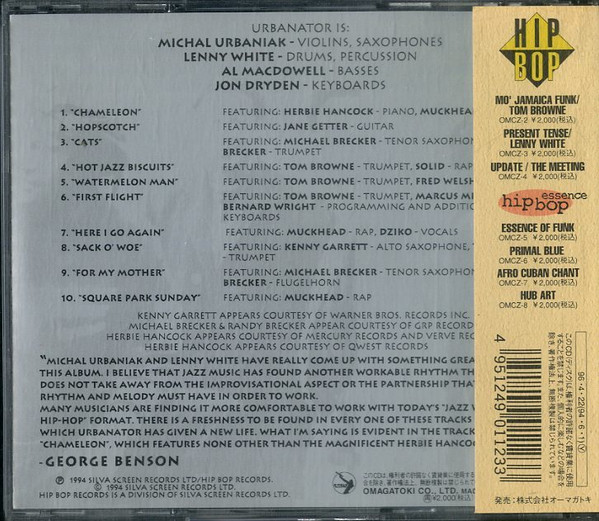 URBANATOR IS:
MICHAL URBANIAK - VIOLINS, SAXOPHONES
LENNY WHITE - DRUMS, PERCUSSION
AL MACDOWELL - BASSES
JON DRYDEN - KEYBOARDS
1. "CHAMELEON" FEATURING: HERBIE HANCOCK - PIANO, MUCKHEAD
2. "HOPSCOTCH" FEATURING: JANE GETTER - GUITAR
3. "CATS" FEATURING: MICHAEL BRECKER - TENOR SAXOP
BRECKER - TRUMPET
4. "HOT JAZZ BISCUITS" FEATURING: TOM BROWNE - TRUMPET, SOLID - RAP
5. "WATERMELON MAN" FEATURING: TOM BROWNE - TRUMPET, FRED WELSH
6. "FIRST FLIGHT" FEATURING: TOM BROWNE - TRUMPET, MARCUS MI
BERNARD WRIGHT - PROGRAMMING AND ADDITIO
KEYBOARDS
7. "HERE I GO AGAIN" FEATURING: MUCKHEAD - RAP, DZIKO - VOCALS
8. "SACK O' WOE" FEATURING: KENNY GARRETT - ALTO SAXOPHONE, T
- TRUMPET
9. "FOR MY MOTHER" FEATURING: MICHAEL BRECKER - TENOR SAXOP
BRECKER - FLUGELHORN
10. "SQUARE PARK SUNDAY" FEATURING: MUCKHEAD - RAP
KENNY GARRETT APPEARS COURTESY OF WARNER BROS. RECORDS INC.
MICHAEL BRECKER & RANDY BRECKER APPEAR COURTESY OF GRP RECORD
HERBIE HANCOCK APPEARS COURTESY OF MERCURY RECORDS AND VERVE RECO
HERBIE HANCOCK APPEARS COURTESY OF QWEST RECORDS.
"MICHAL URBANIAK AND LENNY WHITE HAVE REALLY COME UP WITH SOMETHING GREA
THIS ALBUM. I BELIEVE THAT JAZZ MUSIC HAS FOUND ANOTHER WORKABLE RHYTHM TH
DOES NOT TAKE AWAY FROM THE IMPROVISATIONAL ASPECT OR THE PARTNERSHIP THAT
RHYTHM AND MELODY MUST HAVE IN ORDER TO WORK.
MANY MUSICIANS ARE FINDING IT MORE COMFORTABLE TO WORK WITH TODAY'S "JAZZ W
HIP-HOP" FORMAT. THERE IS A FRESHNESS TO BE FOUND IN EVERY ONE OF THESE TRACKS
WHICH URBANATOR HAS GIVEN A NEW LIFE. WHAT I'M SAYING IS EVIDENT IN THE TRACK
"CHAMELEON", WHICH FEATURES NONE OTHER THAN THE MAGNIFICENT HERBIE HANCOC
-GEORGE BENSON
Ⓟ 1994 SILVA SCREEN RECORDS LTD/HIP BOP RECORDS.
© 1994 SILVA SCREEN RECORDS LTD.
HIP BOP RECORDS IS A DIVISION OF SILVA SCREEN RECORDS LTD.
OMAGATOKI CO., LTD. MAD
HIP
BOP
MO' JAMAICA FUNK/
TOM BROWNE
OMCZ-2 ¥2,000(税込)
PRESENT TENSE/
LENNY WHITE
OMCZ-3 ¥2,000(税込)
UPDATE / THE MEETING
OMCZ-4 ¥2,000(税込)
essence
hip bop
ESSENCE OF FUNK
OMCZ-5 ¥2,000(税込)
PRIMAL BLUE
OMCZ-6 ¥2,000(税込)
AFRO CUBAN CHANT
OMCZ-7 ¥2,000(税込)
HUB ART
OMCZ-8 ¥2,000(税込)
4 951249 011233
発売：株式会社オーマガトキ